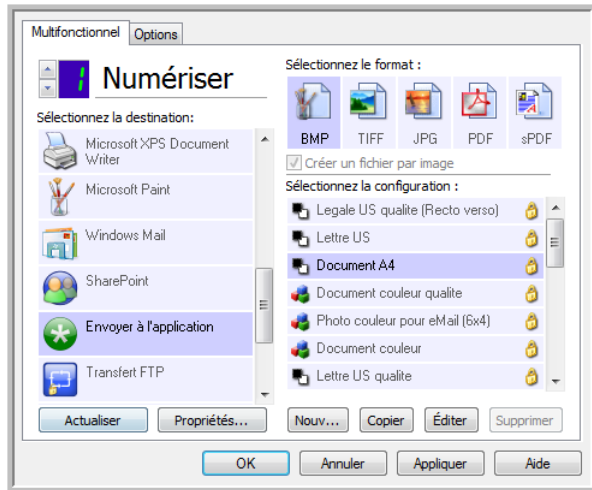 Multifonctionnel
Options
1
Numériser
Sélectionnez la destination:
Microsoft XPS Document
Writer
Microsoft Paint
Windows Mail
SharePoint
Envoyer à l'application
Transfert FTP
Actualiser
Propriétés...
Sélectionnez le format :
BMP
TIFF
JPG
PDF
sPDF
Créer un fichier par image
Sélectionnez la configuration :
Legale US qualite (Recto verso)
Lettre US
Document A4
Document couleur qualite
Photo couleur pour eMail (6x4)
Document couleur
Lettre US qualite
Nouv...
Copier
Éditer
Supprimer
OK
Annuler
Appliquer
Aide